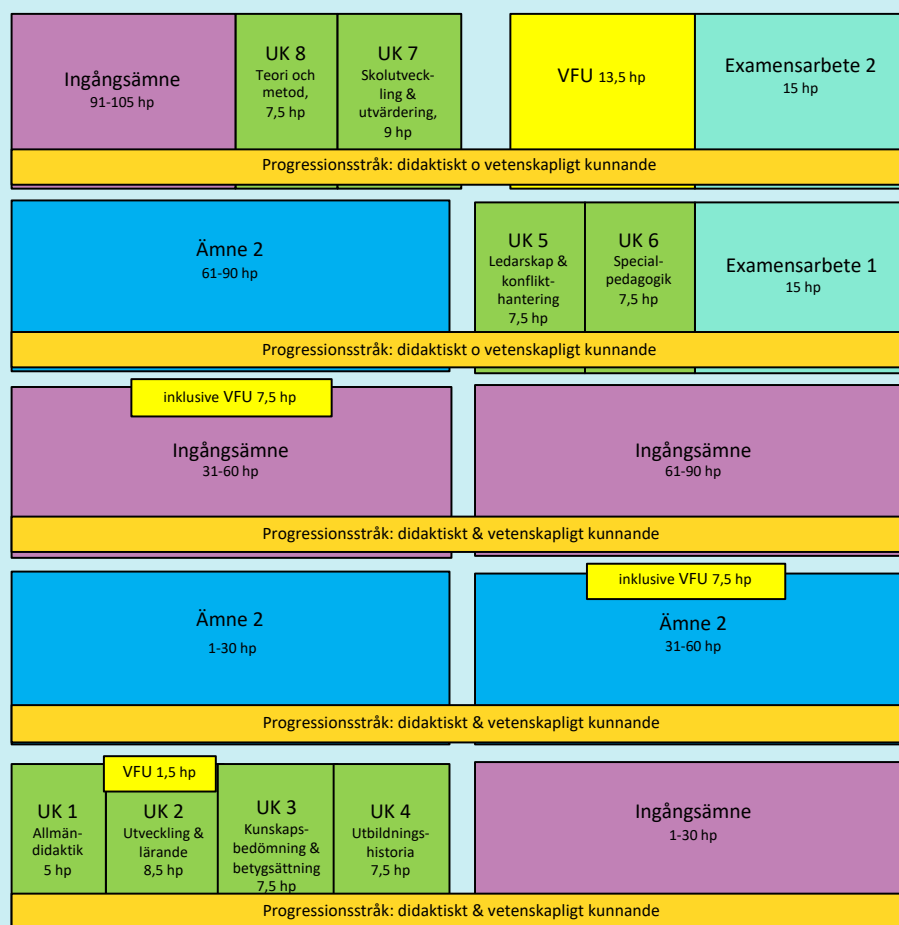 Ingångsämne
91-105 hp
UK 8
Teori och
metod,
7,5 hp
UK 7
Skolutveck-
ling &
utvärdering,
9 hp
VFU 13,5 hp
Examensarbete 2
15 hp
Progressionsstråk: didaktiskt o vetenskapligt kunnande
Ämne 2
61-90 hp
UK 5
Ledarskap &
konflikt-
hantering
7,5 hp
UK 6
Special-
pedagogik
7,5 hp
Examensarbete 1
15 hp
Progressionsstråk: didaktiskt o vetenskapligt kunnande
inklusive VFU 7,5 hp
Ingångsämne
31-60 hp
Ingångsämne
61-90 hp
Progressionsstråk: didaktiskt & vetenskapligt kunnande
Ämne 2
1-30 hp
inklusive VFU 7,5 hp
Ämne 2
31-60 hp
Progressionsstråk: didaktiskt & vetenskapligt kunnande
UK 1
Allmän-
didaktik
5 hp
VFU 1,5 hp
UK 2
Utveckling &
lärande
8,5 hp
UK 3
Kunskaps-
bedömning &
betygsättning
7,5 hp
UK 4
Utbildnings-
historia
7,5 hp
Ingångsämne
1-30 hp
Progressionsstråk: didaktiskt & vetenskapligt kunnande